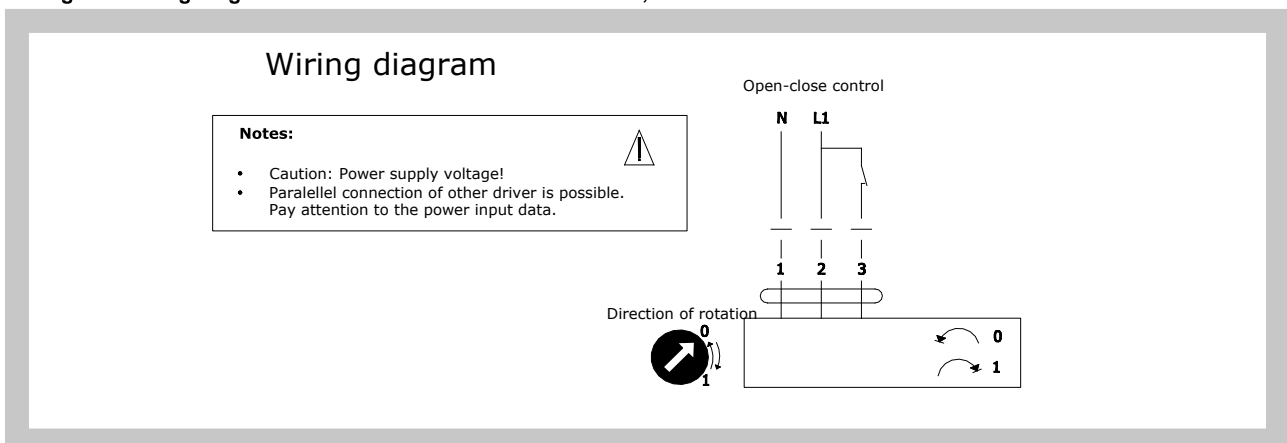 Wiring diagram
Open-close control
N L1
Notes:
• Caution: Power supply voltage!
• Paralellel connection of other driver is possible.
Pay attention to the power input data.
1 2 3
Direction of rotation
0
1
0
1